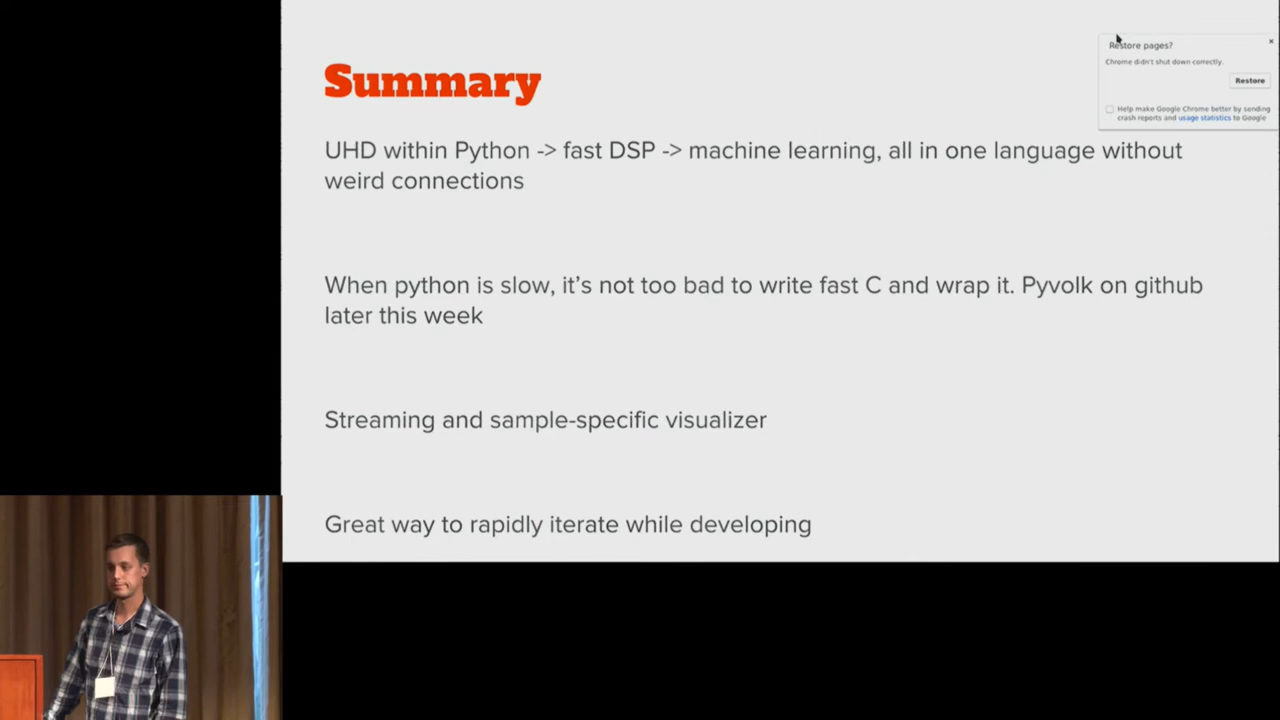 Summary
Restore pages?
Chrome didn't shut down correctly.
Restore
Help make Google Chrome better by sending
crash reports and usage statistics to Google
UHD within Python -> fast DSP -> machine learning, all in one language without
weird connections
When python is slow, it's not too bad to write fast C and wrap it. Pyvolk on github
later this week
Streaming and sample-specific visualizer
Great way to rapidly iterate while developing